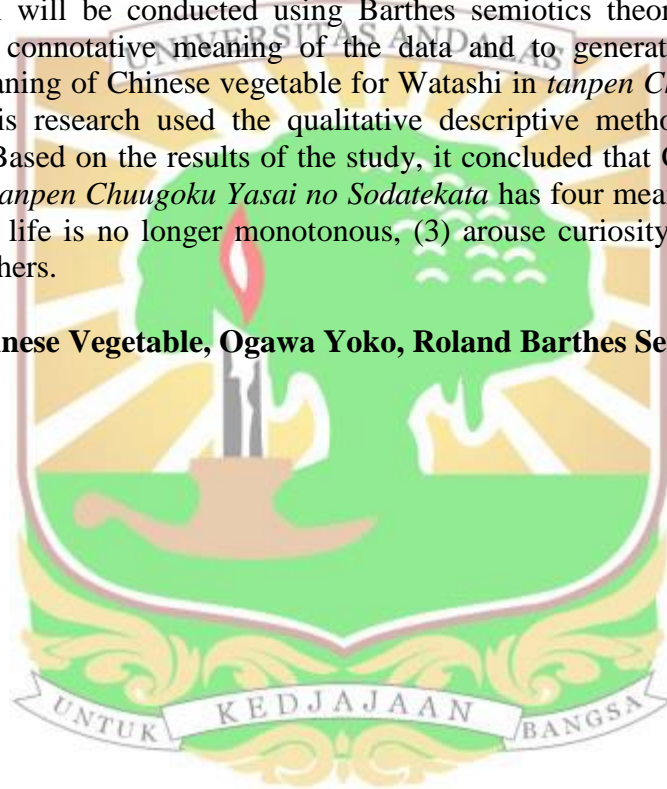 will be conducted using Barthes semiotics theor
connotative meaning of the data and to generat
UNIVERSITAS ANDALAS
aning of Chinese vegetable for Watashi in tanpen Ch
is research used the qualitative descriptive metho
Based on the results of the study, it concluded that
anpen Chuugoku Yasai no Sodatekata has four mea
life is no longer monotonous, (3) arouse curiosity
hers.
inese Vegetable, Ogawa Yoko, Roland Barthes Se
UNTUK KEDJAJAAN BANGSA